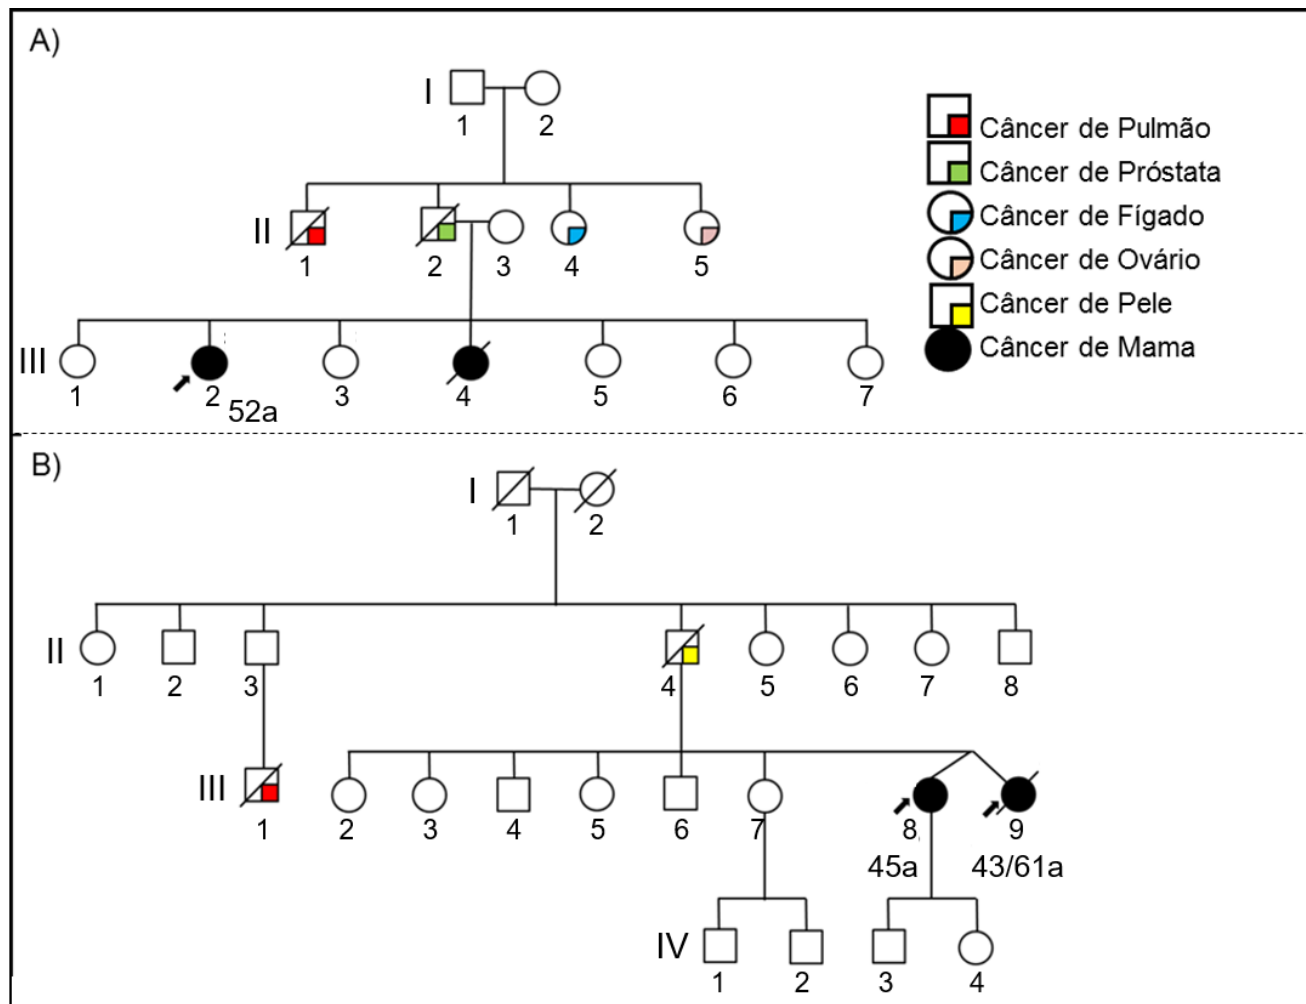 A)
I
1 2
Câncer de Pulmão
Câncer de Próstata
Câncer de Fígado
Câncer de Ovário
Câncer de Pele
Câncer de Mama
II
1 2 3 4 5
III
1 2 3 4 5 6 7
52a
B)
I
1 2
II
1 2 3 4 5 6 7 8
III
1 2 3 4 5 6 7 8 9
45a 43/61a
IV
1 2 3 4